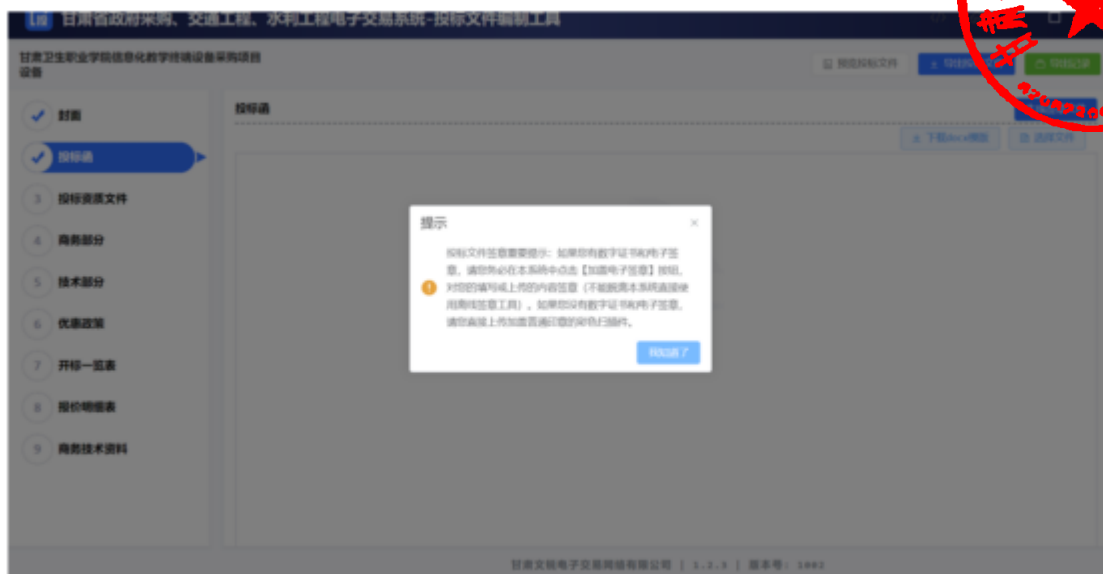 甘肃省政府采购、交通工程、水利工程电子交易系统-投标文件编制工具
甘肃卫生职业学院信息化教学终端设备采购项目
设备
预览投标文件
封面
投标函
下载docx模版
选择文件
投标函
3 投标资质文件
4 商务部分
5 技术部分
6 优惠政策
7 开标一览表
8 报价明细表
9 商务技术资料
提示
投标文件签章重要提示：如果您有数字证书和电子签
章，请您务必在本系统中点击【加盖电子签章】按钮，
对您的填写或上传的内容签章（不能脱离本系统直接使
用离线签章工具）。如果您没有数字证书和电子签章，
请您直接上传加盖普通印章的彩色扫描件。
我知道了
甘肃文锐电子交易网络有限公司 | 1.2.3 | 版本号: 1002